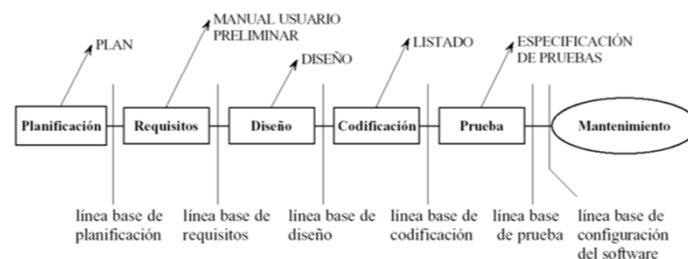 MANUAL USUARIO
PRELIMINAR
PLAN
DISEÑO
LISTADO
ESPECIFICACIÓN
DE PRUEBAS
Planificación
Requisitos
Diseño
Codificación
Prueba
Mantenimiento
línea base de
planificación
línea base de
requisitos
línea base de
diseño
línea base de
codificación
línea base
de prueba
línea base de
configuración
del software